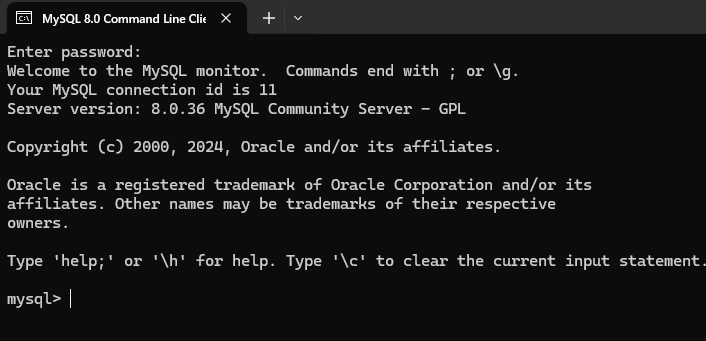 MySQL 8.0 Command Line Clie
Enter password:
Welcome to the MySQL monitor.  Commands end with ; or \g.
Your MySQL connection id is 11
Server version: 8.0.36 MySQL Community Server - GPL
Copyright (c) 2000, 2024, Oracle and/or its affiliates.
Oracle is a registered trademark of Oracle Corporation and/or its
affiliates. Other names may be trademarks of their respective
owners.
Type 'help;' or '\h' for help. Type '\c' to clear the current input statement.
mysql>